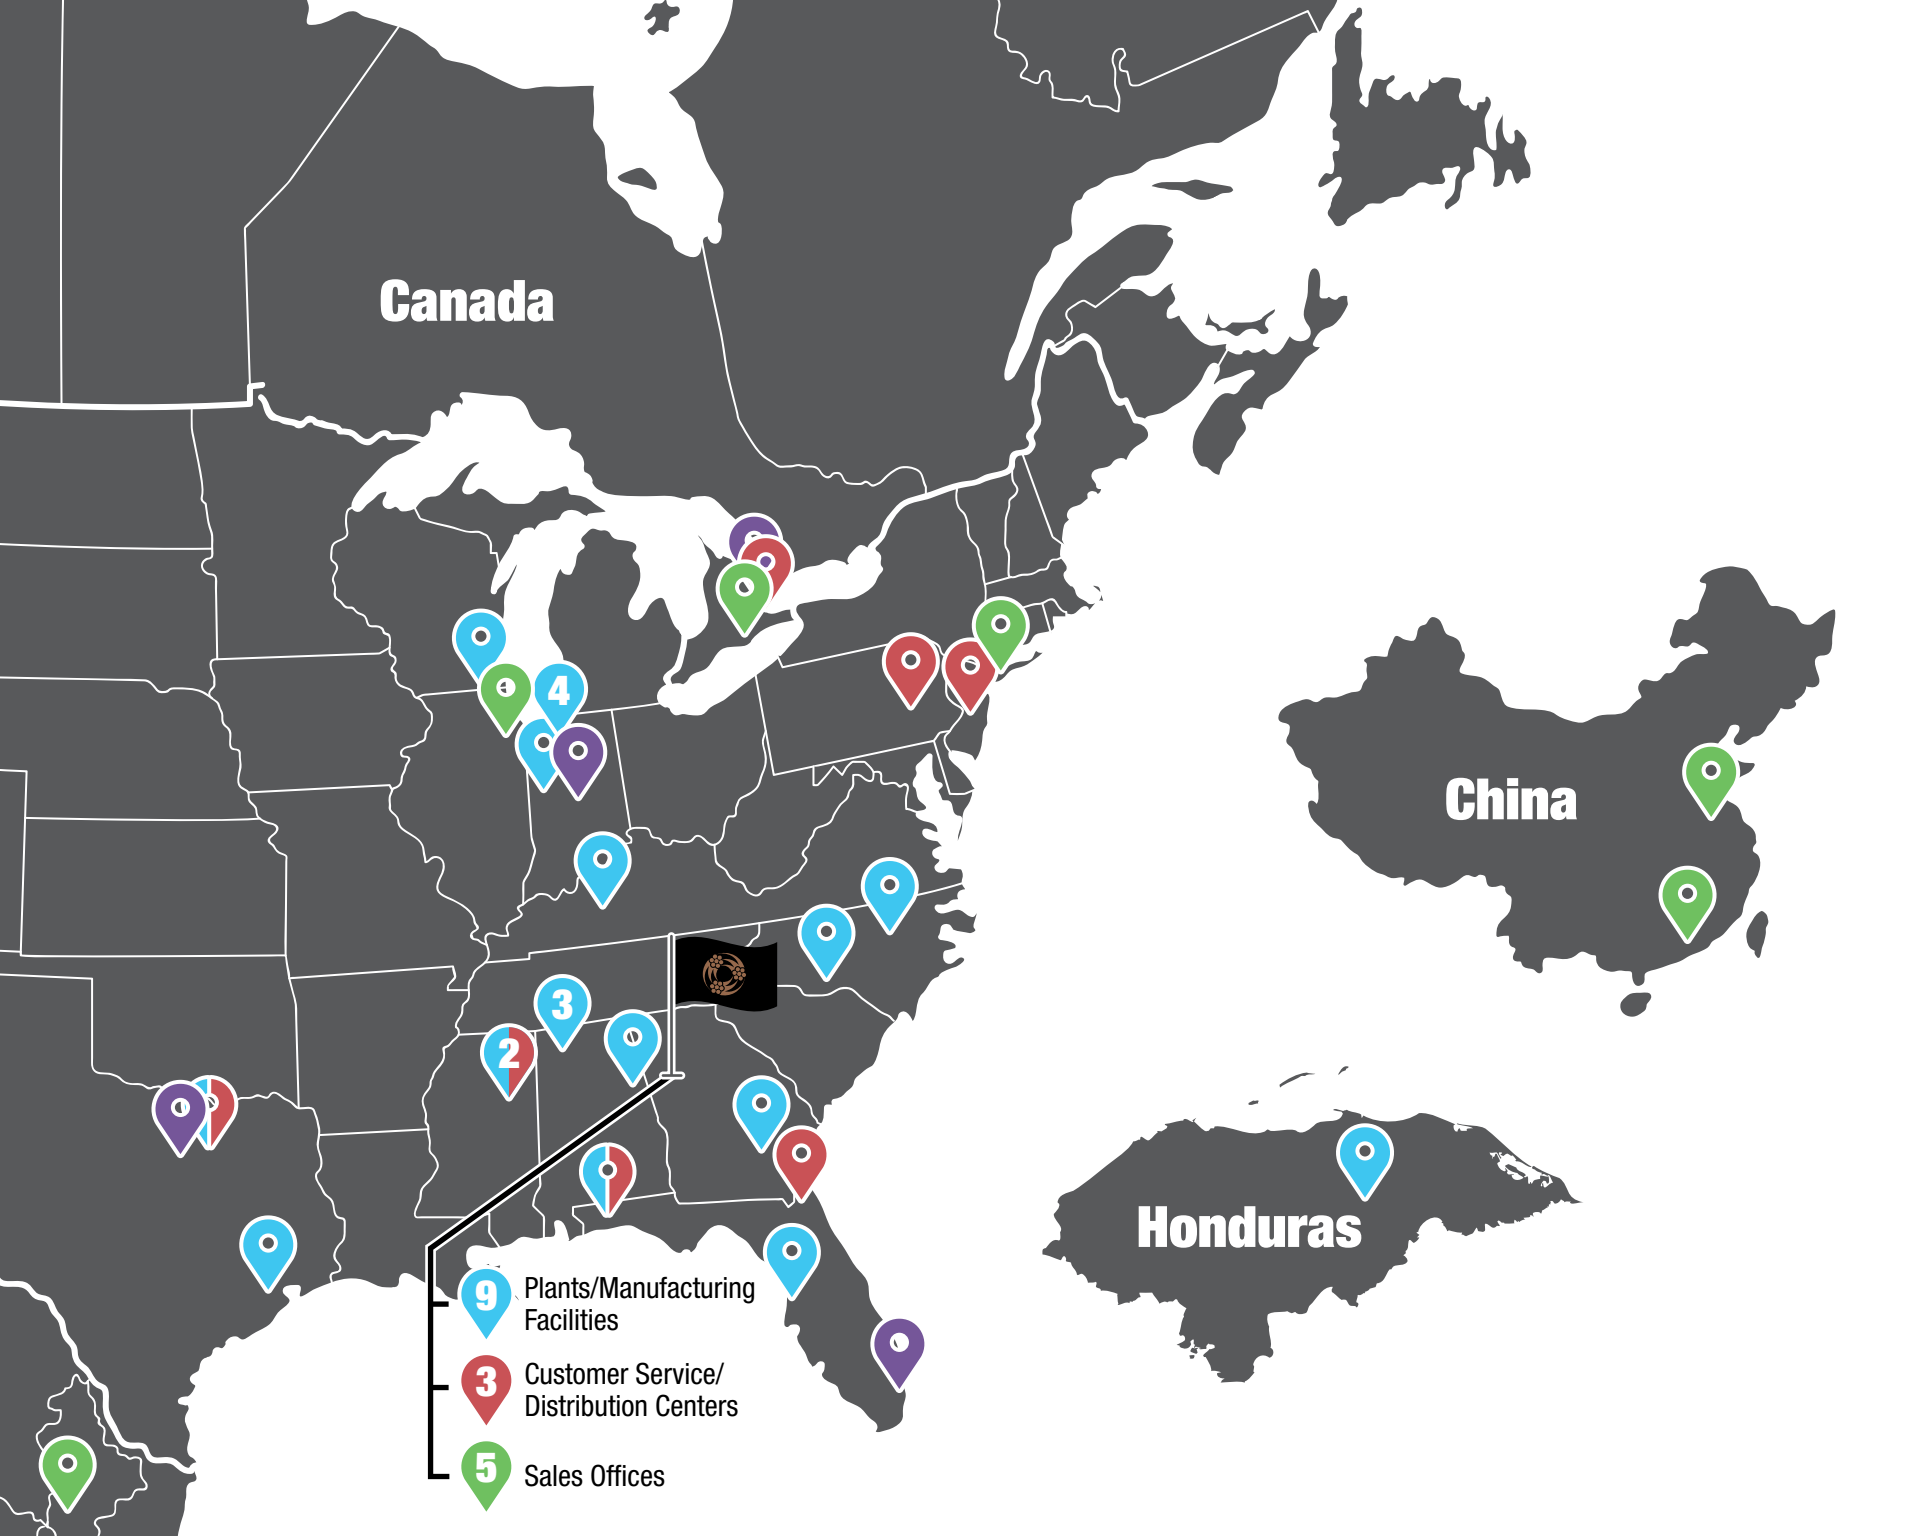 Canada
4
China
3
2
Honduras
9 Plants/Manufacturing
Facilities
3 Customer Service/
Distribution Centers
5 Sales Offices